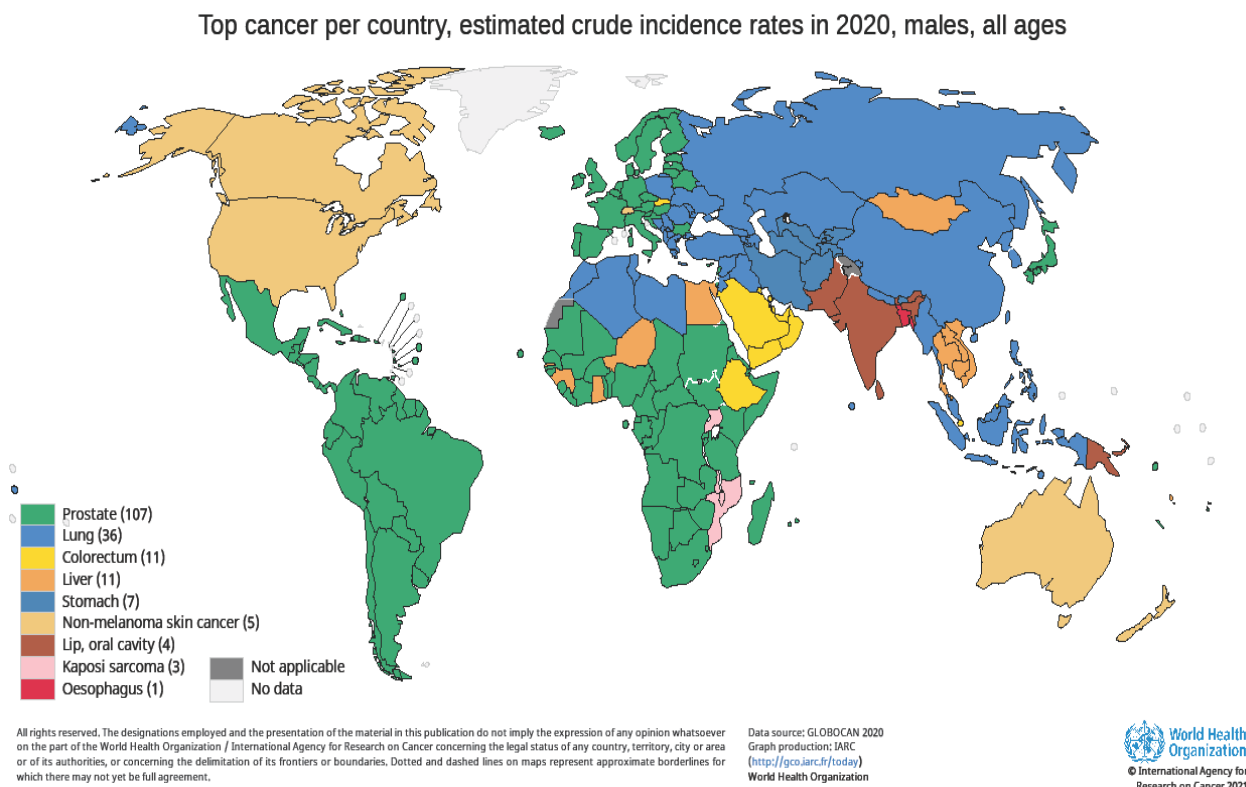 Top cancer per country, estimated crude incidence rates in 2020, males, all ages
Prostate (107)
Lung (36)
Colorectum (11)
Liver (11)
Stomach (7)
Non-melanoma skin cancer (5)
Lip, oral cavity (4)
Kaposi sarcoma (3)
Oesophagus (1)
Not applicable
No data
All rights reserved. The designations employed and the presentation of the material in this publication do not imply the expression of any opinion whatsoever
on the part of the World Health Organization / International Agency for Research on Cancer concerning the legal status of any country, territory, city or area
or of its authorities, or concerning the delimitation of its frontiers or boundaries. Dotted and dashed lines on maps represent approximate borderlines for
which there may not yet be full agreement.
Data source: GLOBOCAN 2020
Graph production: IARC
(http://gco.iarc.fr/today)
World Health Organization
World Health
Organization
© International Agency for
Research on Cancer 2021